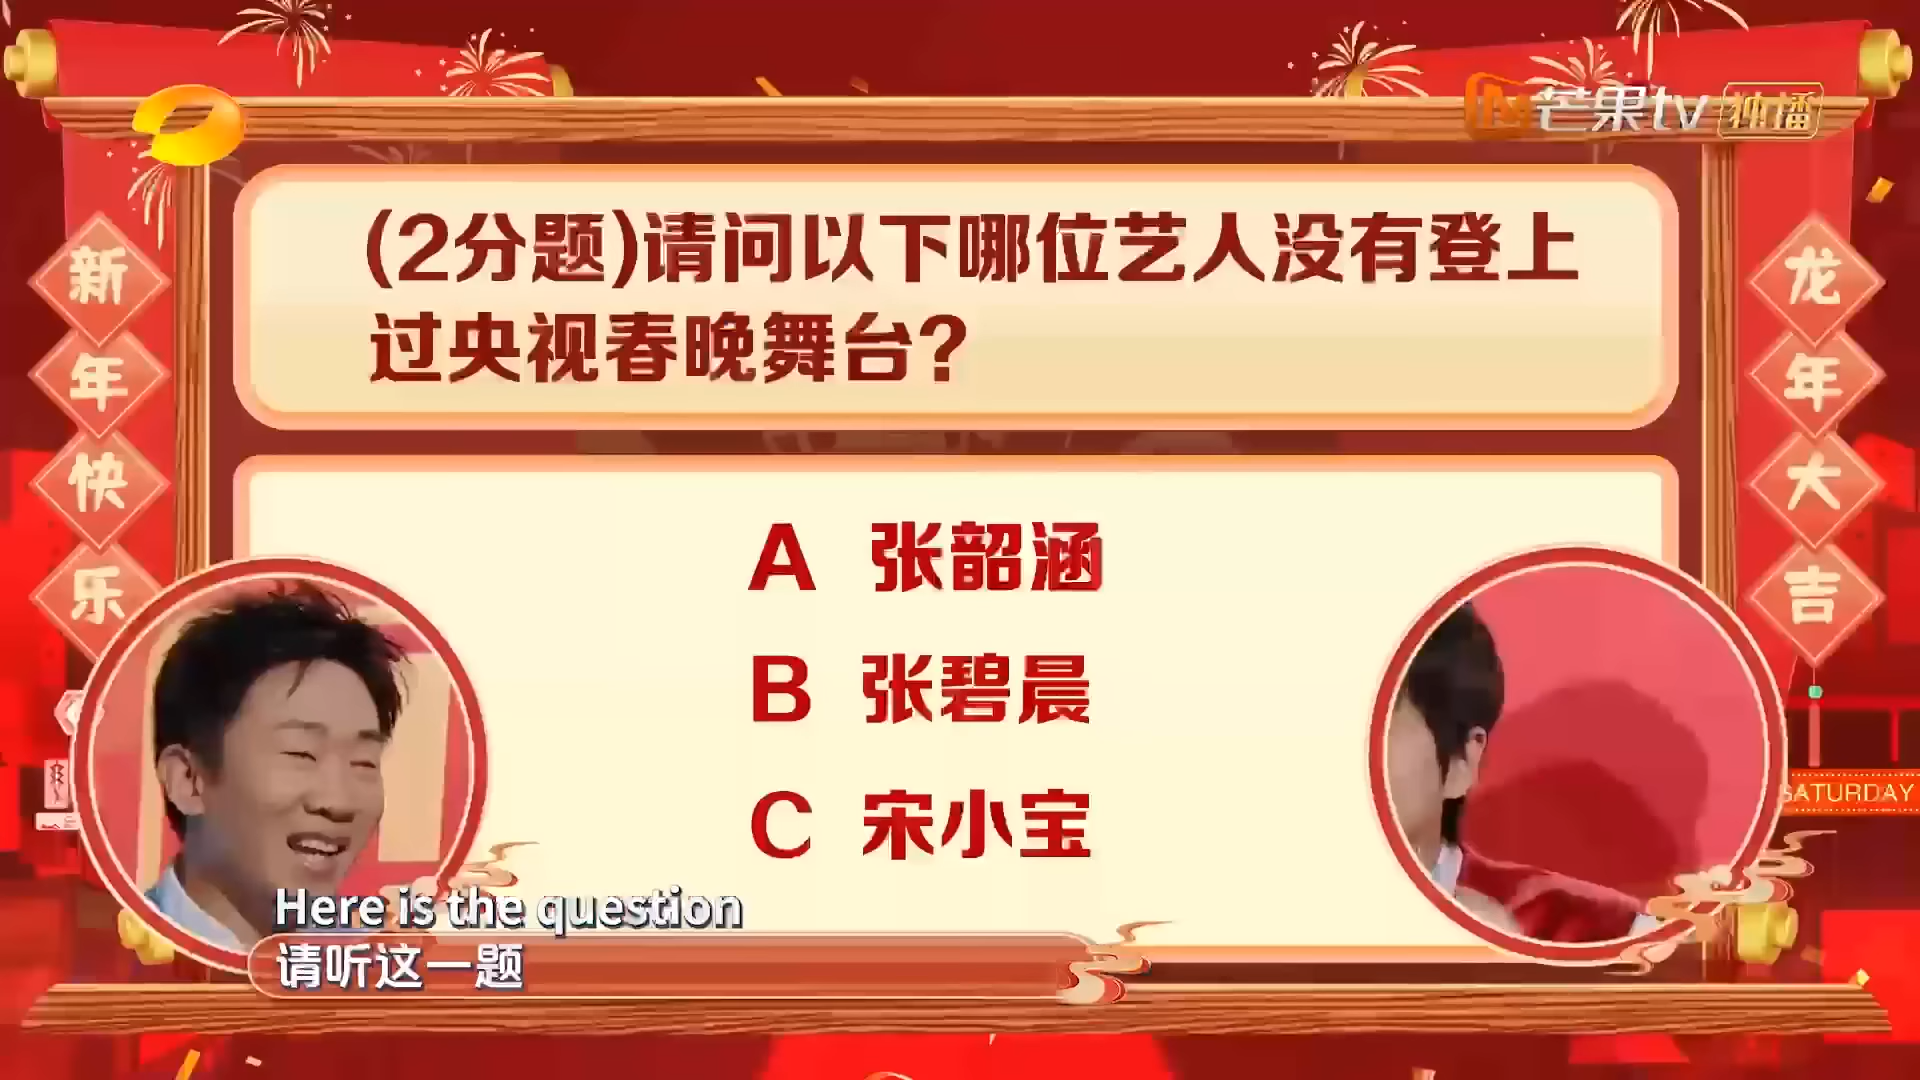 芒果tv 独播
(2分题)请问以下哪位艺人没有登上
过央视春晚舞台?
新年快乐
龙年大吉
A 张韶涵
B 张碧晨
C 宋小宝
SATURDAY
Here is the question
请听这一题